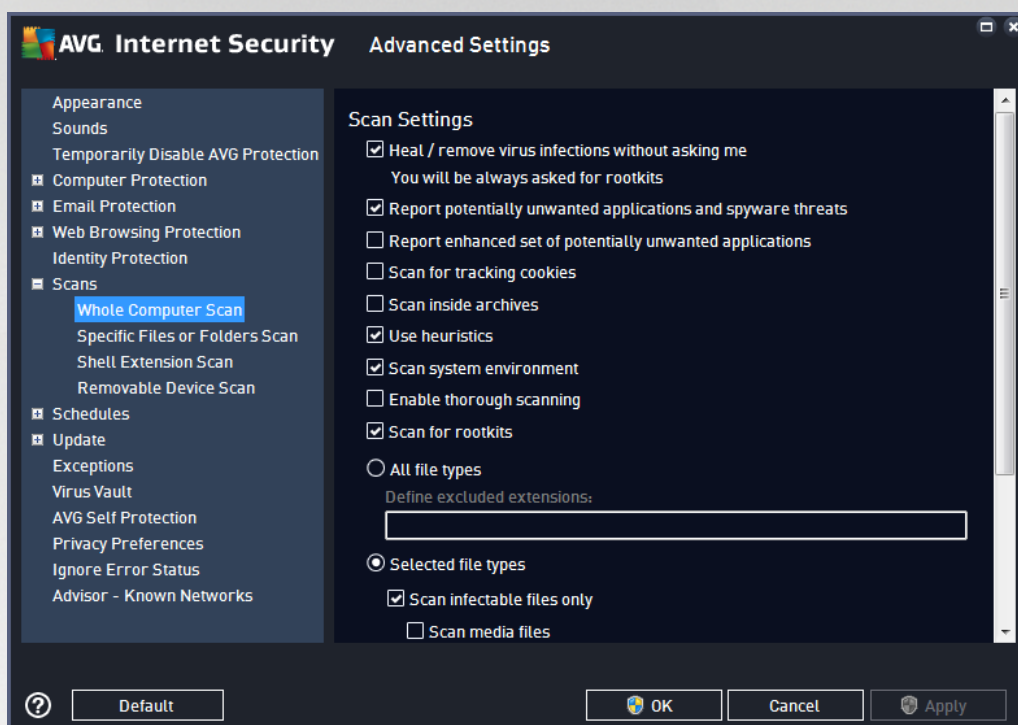 AVG. Internet Security Advanced Settings
Appearance
Sounds
Temporarily Disable AVG Protection
Computer Protection
Email Protection
Web Browsing Protection
Identity Protection
Scans
Whole Computer Scan
Specific Files or Folders Scan
Shell Extension Scan
Removable Device Scan
Schedules
Update
Exceptions
Virus Vault
AVG Self Protection
Privacy Preferences
Ignore Error Status
Advisor - Known Networks
Scan Settings
Heal / remove virus infections without asking me
You will be always asked for rootkits
Report potentially unwanted applications and spyware threats
Report enhanced set of potentially unwanted applications
Scan for tracking cookies
Scan inside archives
Use heuristics
Scan system environment
Enable thorough scanning
Scan for rootkits
All file types
Define excluded extensions:
Selected file types
Scan infectable files only
Scan media files
? Default OK Cancel Apply